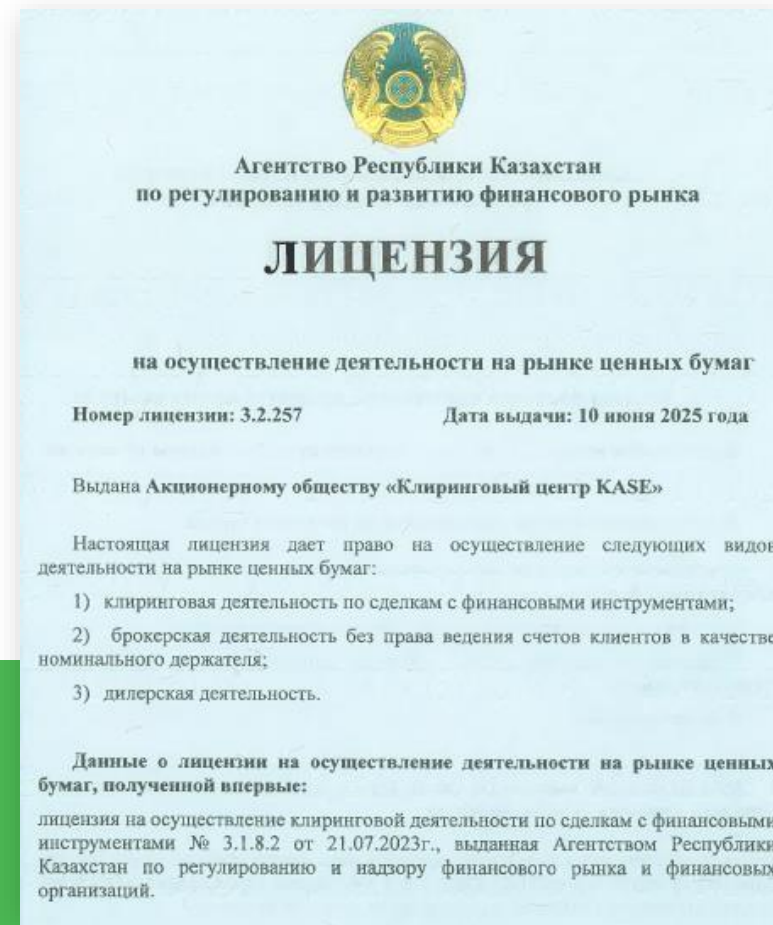 Агентство Республики Казахстан
по регулированию и развитию финансового рынка
ЛИЦЕНЗИЯ
на осуществление деятельности на рынке ценных бумаг
Номер лицензии: 3.2.257 Дата выдачи: 10 июня 2025 года
Выдана Акционерному обществу «Клиринговый центр KASE»
Настоящая лицензия дает право на осуществление следующих видов
деятельности на рынке ценных бумаг:
1) клиринговая деятельность по сделкам с финансовыми инструментами;
2) брокерская деятельность без права ведения счетов клиентов в качестве
номинального держателя;
3) дилерская деятельность.
Данные о лицензии на осуществление деятельности на рынке ценных
бумаг, полученной впервые:
лицензия на осуществление клиринговой деятельности по сделкам с финансовыми
инструментами № 3.1.8.2 от 21.07.2023г., выданная Агентством Республики
Казахстан по регулированию и надзору финансового рынка и финансовых
организаций.